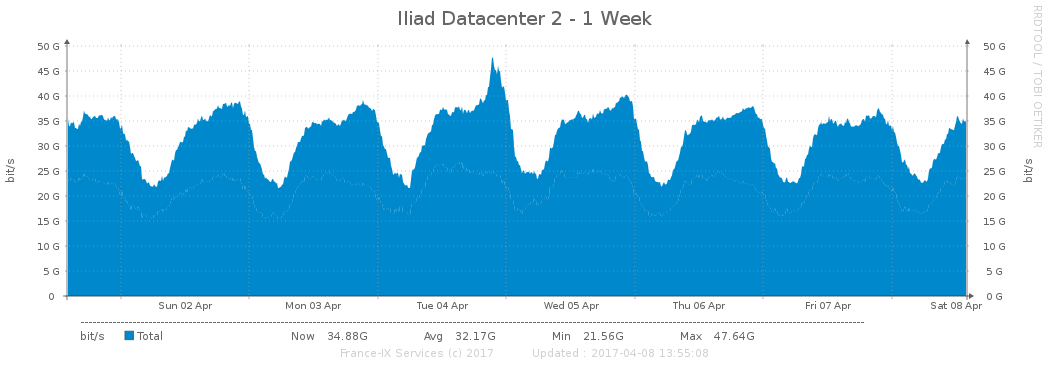 Iliad Datacenter 2 - 1 Week
RRDTOOL / TOBI OETIKER
50 G 50 G
45 G 45 G
40 G 40 G
35 G 35 G
30 G 30 G
25 G 25 G
20 G 20 G
15 G 15 G
10 G 10 G
5 G 5 G
0 0 G
bit/s bit/s
Sun 02 Apr Mon 03 Apr Tue 04 Apr Wed 05 Apr Thu 06 Apr Fri 07 Apr Sat 08 Apr
bit/s Total Now 34.88G Avg 32.17G Min 21.56G Max 47.64G
France-IX Services (c) 2017 Updated : 2017-04-08 13:55:08